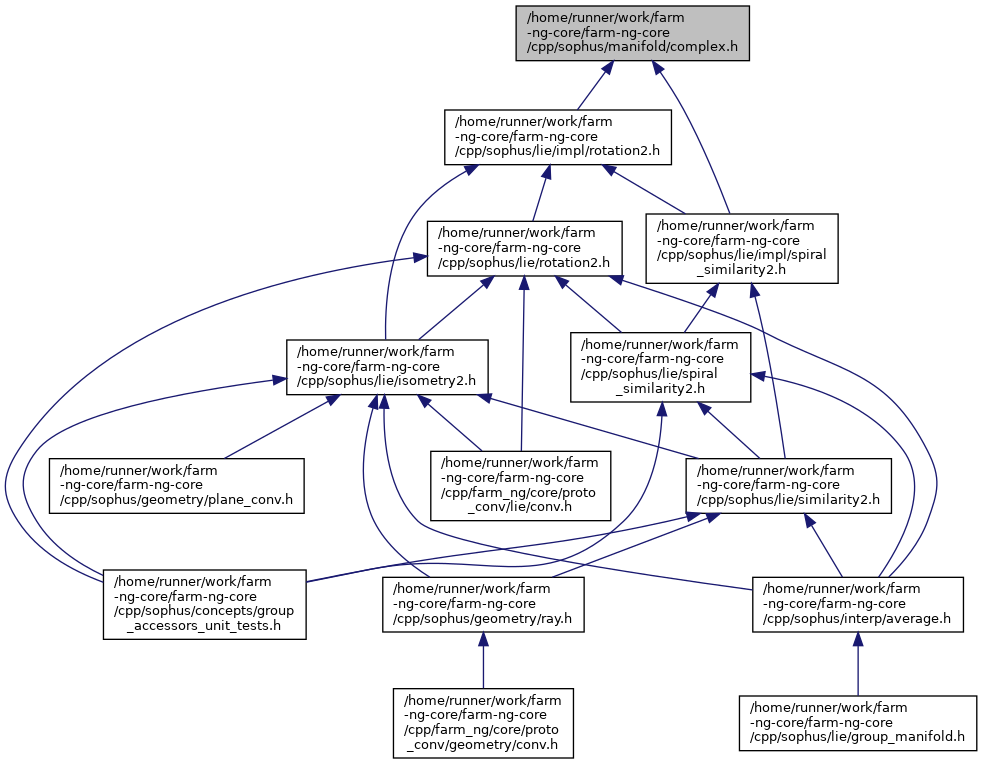 /home/runner/work/farm
-ng-core/farm-ng-core
/cpp/sophus/manifold/complex.h
/home/runner/work/farm
-ng-core/farm-ng-core
/cpp/sophus/lie/impl/rotation2.h
/home/runner/work/farm
-ng-core/farm-ng-core
/cpp/sophus/lie/impl/spiral
_similarity2.h
/home/runner/work/farm
-ng-core/farm-ng-core
/cpp/sophus/lie/rotation2.h
/home/runner/work/farm
-ng-core/farm-ng-core
/cpp/sophus/lie/spiral
_similarity2.h
/home/runner/work/farm
-ng-core/farm-ng-core
/cpp/sophus/lie/isometry2.h
/home/runner/work/farm
-ng-core/farm-ng-core
/cpp/sophus/geometry/plane_conv.h
/home/runner/work/farm
-ng-core/farm-ng-core
/cpp/farm_ng/core/proto
_conv/lie/conv.h
/home/runner/work/farm
-ng-core/farm-ng-core
/cpp/sophus/lie/similarity2.h
/home/runner/work/farm
-ng-core/farm-ng-core
/cpp/sophus/concepts/group
_accessors_unit_tests.h
/home/runner/work/farm
-ng-core/farm-ng-core
/cpp/sophus/geometry/ray.h
/home/runner/work/farm
-ng-core/farm-ng-core
/cpp/sophus/interp/average.h
/home/runner/work/farm
-ng-core/farm-ng-core
/cpp/farm_ng/core/proto
_conv/geometry/conv.h
/home/runner/work/farm
-ng-core/farm-ng-core
/cpp/sophus/lie/group_manifold.h